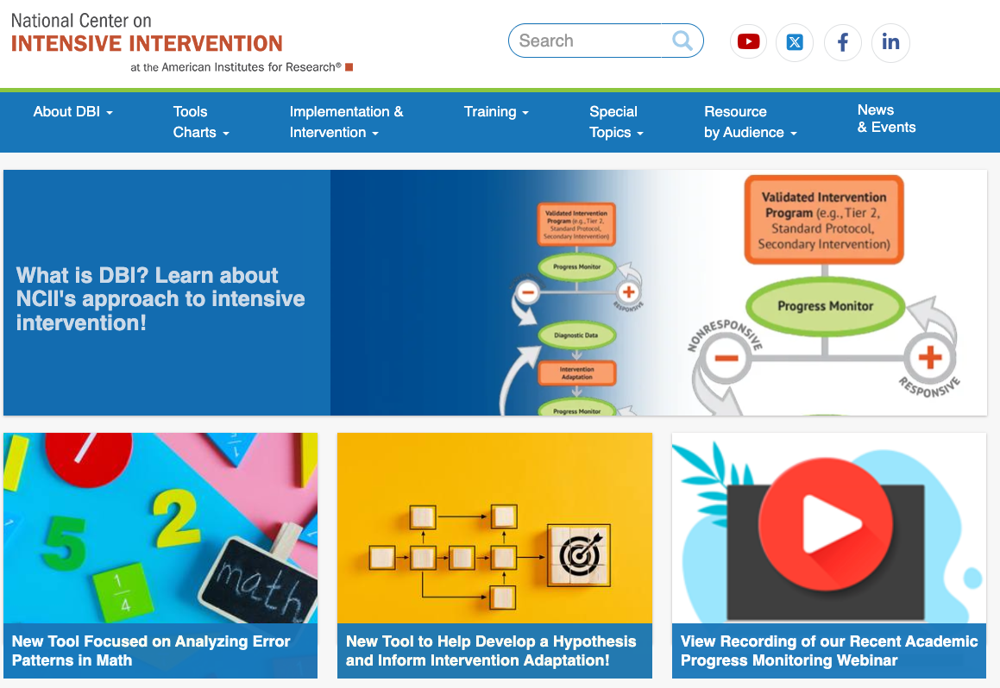 National Center on
INTENSIVE INTERVENTION
at the American Institutes for Research®
Search
About DBI
Tools
Charts
Implementation &
Intervention
Training
Special
Topics
Resource
by Audience
News
& Events
What is DBI? Learn about
NCII's approach to intensive
intervention!
Validated Intervention
Program (e.g., Tier 2,
Standard Protocol,
Secondary Intervention)
Progress Monitor
NONRESPONSIVE
RESPONSIVE
Diagnostic Data
Intervention
Adaptation
Progress Monitor
Validated Intervention
Program (e.g., Tier 2,
Standard Protocol,
Secondary Intervention)
Progress Monitor
NONRESPONSIVE
RESPONSIVE
5
2
1
4
math
New Tool Focused on Analyzing Error
Patterns in Math
New Tool to Help Develop a Hypothesis
and Inform Intervention Adaptation!
View Recording of our Recent Academic
Progress Monitoring Webinar